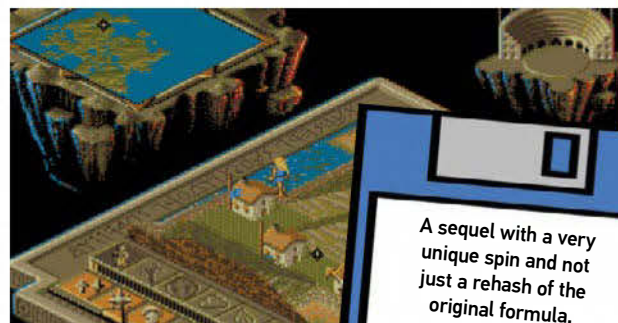 A sequel with a very
unique spin and not
just a rehash of the
original formula.